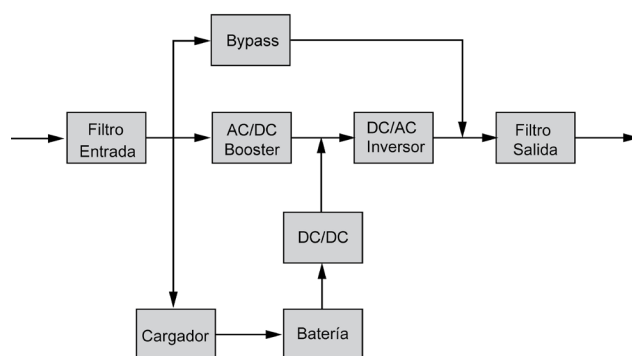 Bypass
Filtro
Entrada
AC/DC
Booster
DC/AC
Inversor
Filtro
Salida
DC/DC
Cargador
Batería